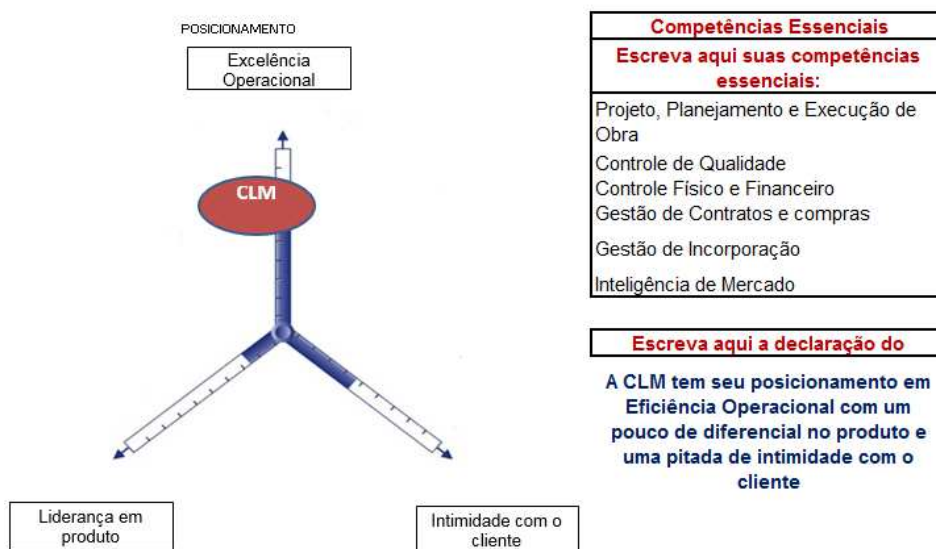 POSICIONAMENTO
Excelência
Operacional
CLM
Liderança em
produto
Intimidade com o
cliente
Competências Essenciais
Escreva aqui suas competências
essenciais:
Projeto, Planejamento e Execução de
Obra
Controle de Qualidade
Controle Físico e Financeiro
Gestão de Contratos e compras
Gestão de Incorporação
Inteligência de Mercado
Escreva aqui a declaração do
A CLM tem seu posicionamento em
Eficiência Operacional com um
pouco de diferencial no produto e
uma pitada de intimidade com o
cliente